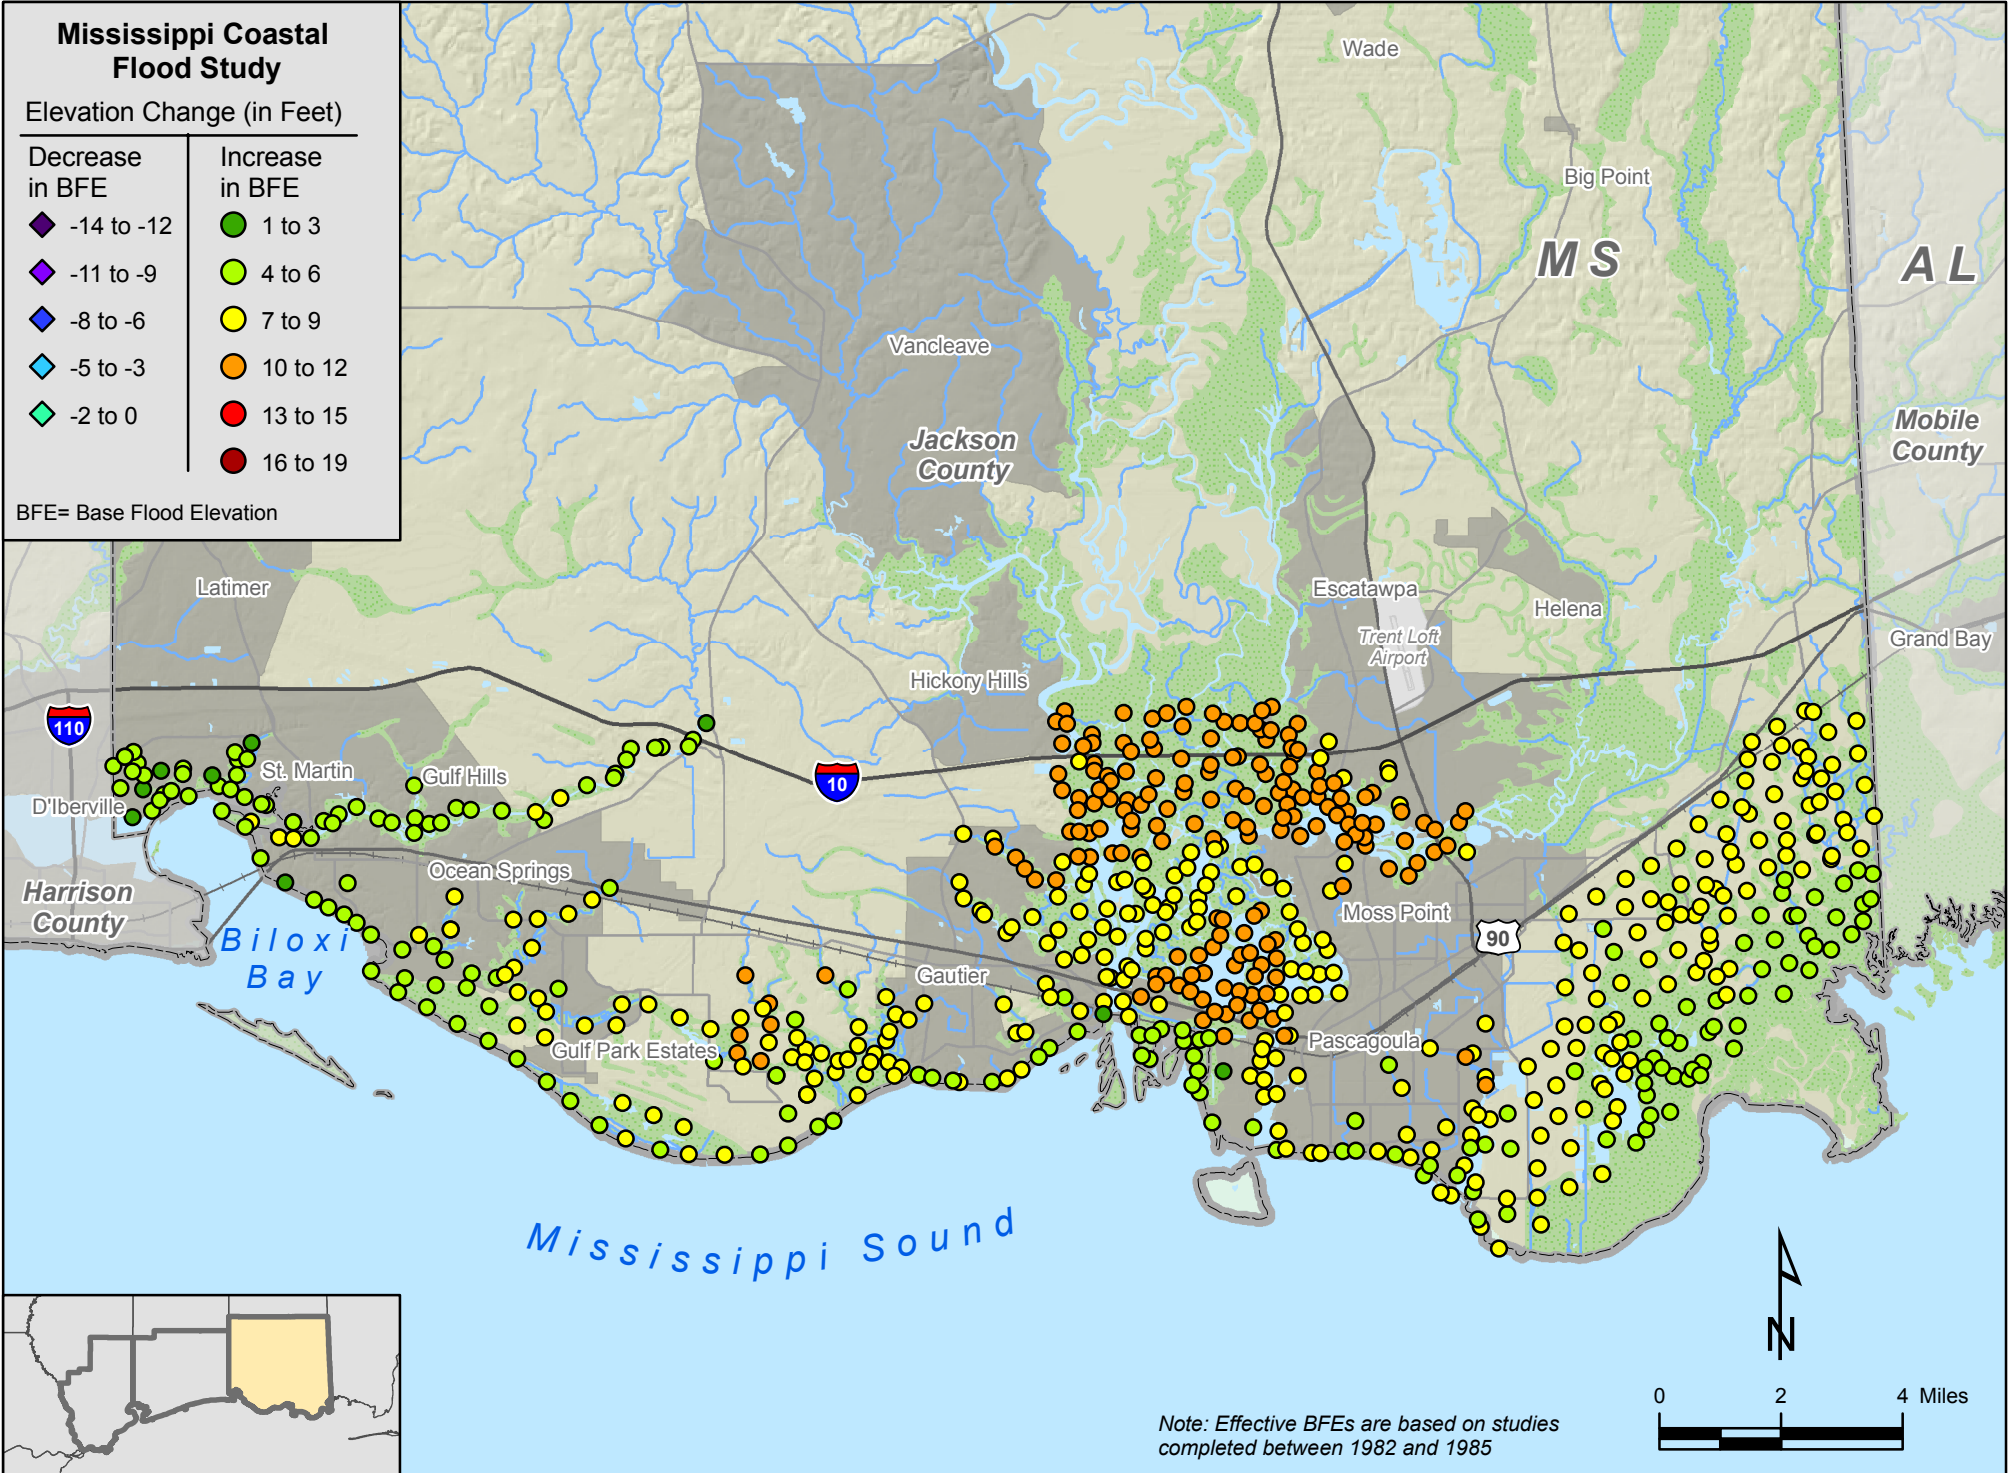 Mississippi Coastal
Flood Study
Elevation Change (in Feet)
Decrease
in BFE
-14 to -12
-11 to -9
-8 to -6
-5 to -3
-2 to 0
Increase
in BFE
1 to 3
4 to 6
7 to 9
10 to 12
13 to 15
16 to 19
BFE= Base Flood Elevation
Wade
Big Point
MS
AL
Vancleave
Jackson
County
Mobile
County
Latimer
Escatawpa
Helena
Trent Loft
Airport
Grand Bay
Hickory Hills
110
St. Martin
Gulf Hills
10
D'Iberville
Ocean Springs
Harrison
County
Moss Point
Biloxi
Bay
90
Gautier
Gulf Park Estates
Pascagoula
Mississippi Sound
N
0 2 4 Miles
Note: Effective BFEs are based on studies
completed between 1982 and 1985